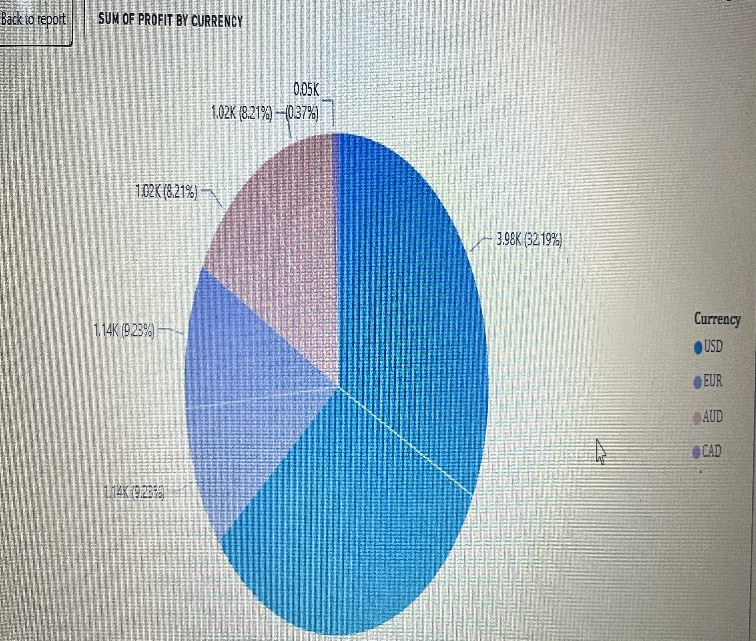 Back to report
SUM OF PROFIT BY CURRENCY
0.05K
1.02K (8.21%)
(0.37%)
1.02K (8.21%)
3.98K (32.19%)
1.14K (9.23%)
1.14K (9.23%)
Currency
USD
EUR
AUD
CAD